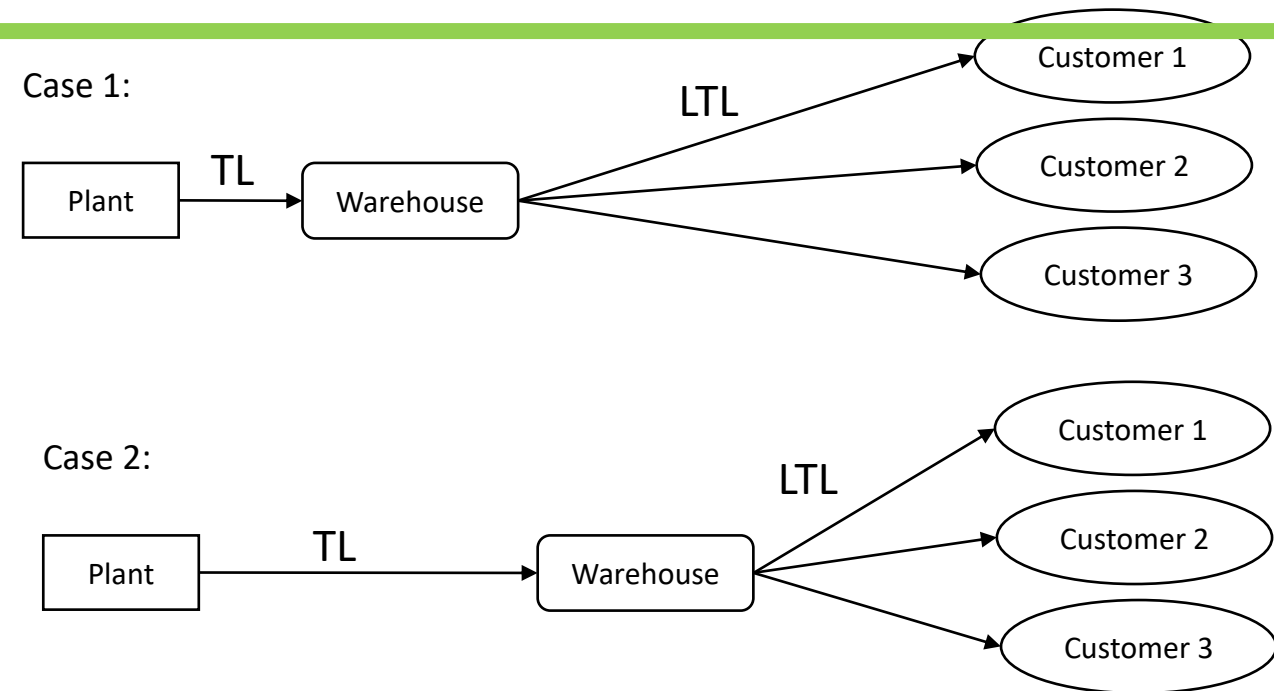 Customer 1
Case 1:
LTL
TL
Customer 2
Plant
Warehouse
Customer 3
Customer 1
Case 2:
LTL
TL
Customer 2
Plant
Warehouse
Customer 3